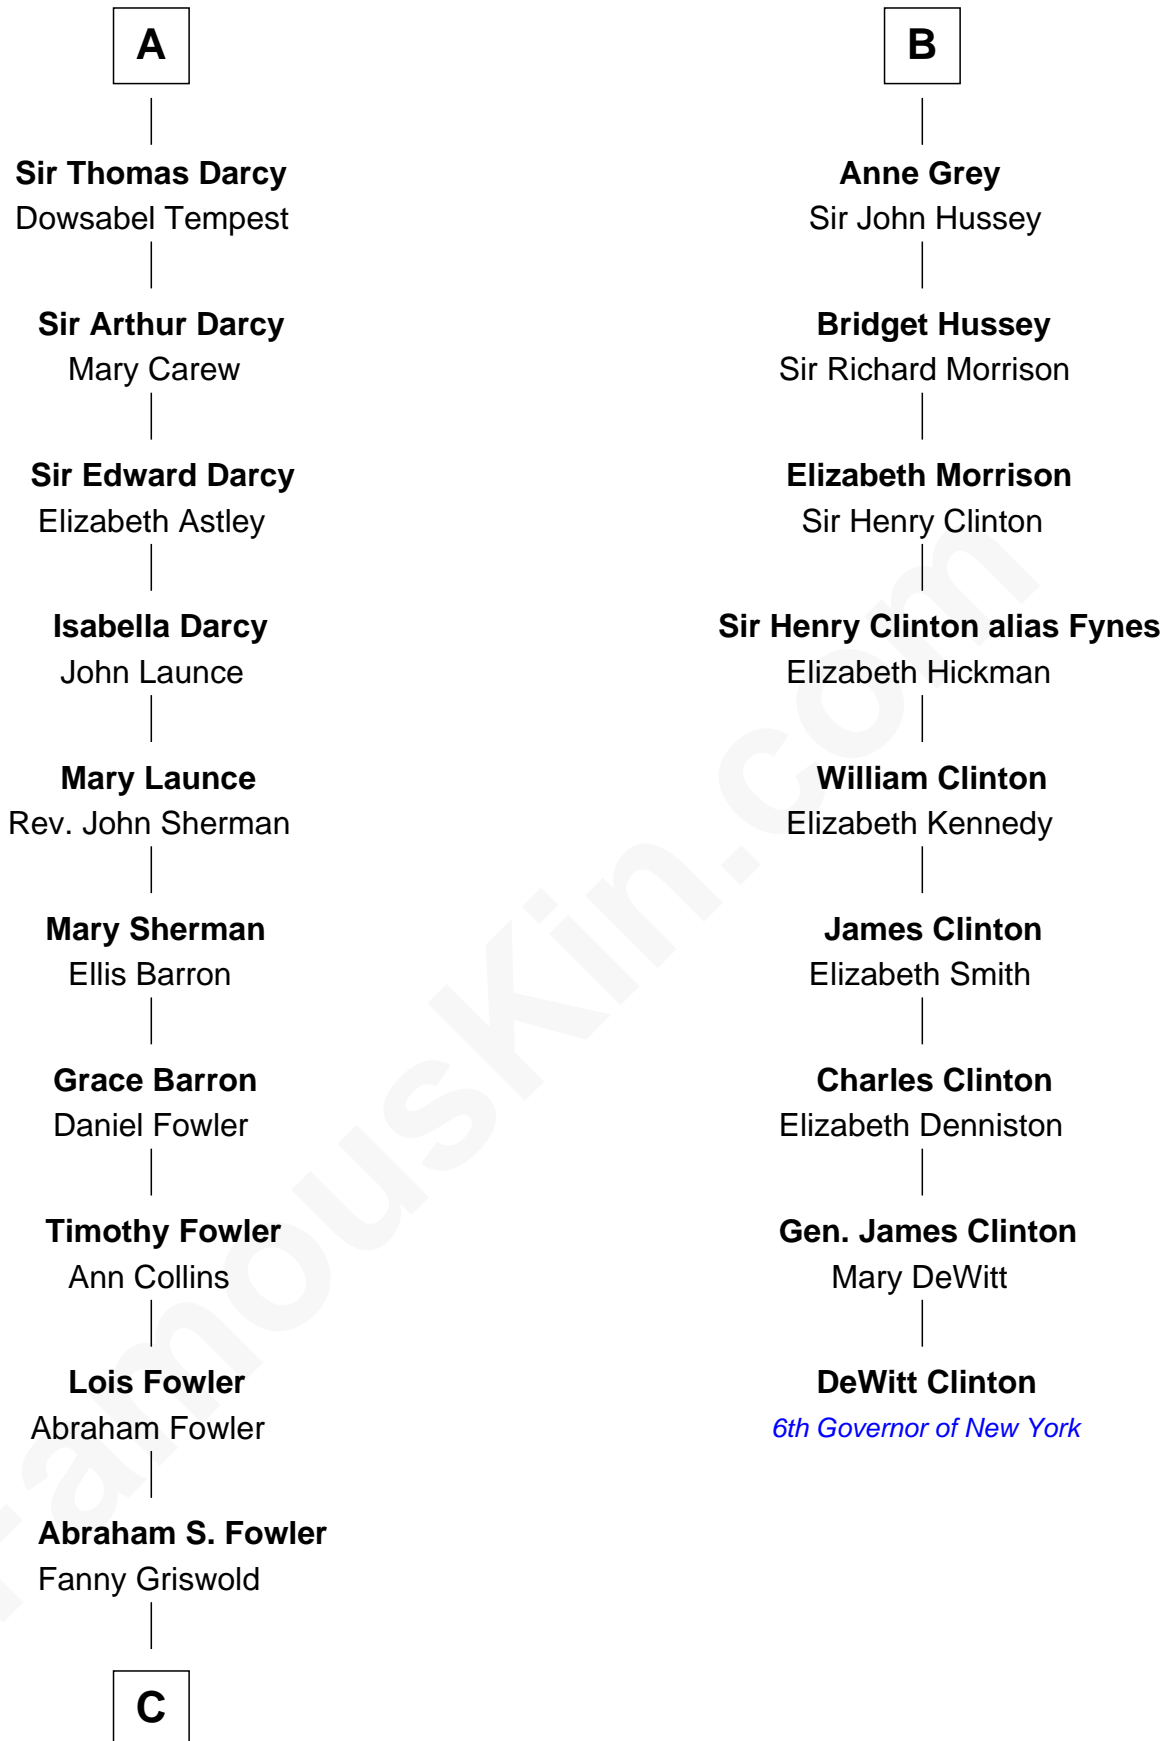 A
Sir Thomas Darcy
Dowsabel Tempest
Sir Arthur Darcy
Mary Carew
Sir Edward Darcy
Elizabeth Astley
Isabella Darcy
John Launce
Mary Launce
Rev. John Sherman
Mary Sherman
Ellis Barron
Grace Barron
Daniel Fowler
Timothy Fowler
Ann Collins
Lois Fowler
Abraham Fowler
Abraham S. Fowler
Fanny Griswold
C
B
Anne Grey
Sir John Hussey
Bridget Hussey
Sir Richard Morrison
Elizabeth Morrison
Sir Henry Clinton
Sir Henry Clinton alias Fynes
Elizabeth Hickman
William Clinton
Elizabeth Kennedy
James Clinton
Elizabeth Smith
Charles Clinton
Elizabeth Denniston
Gen. James Clinton
Mary DeWitt
DeWitt Clinton
6th Governor of New York
FamousKin.com